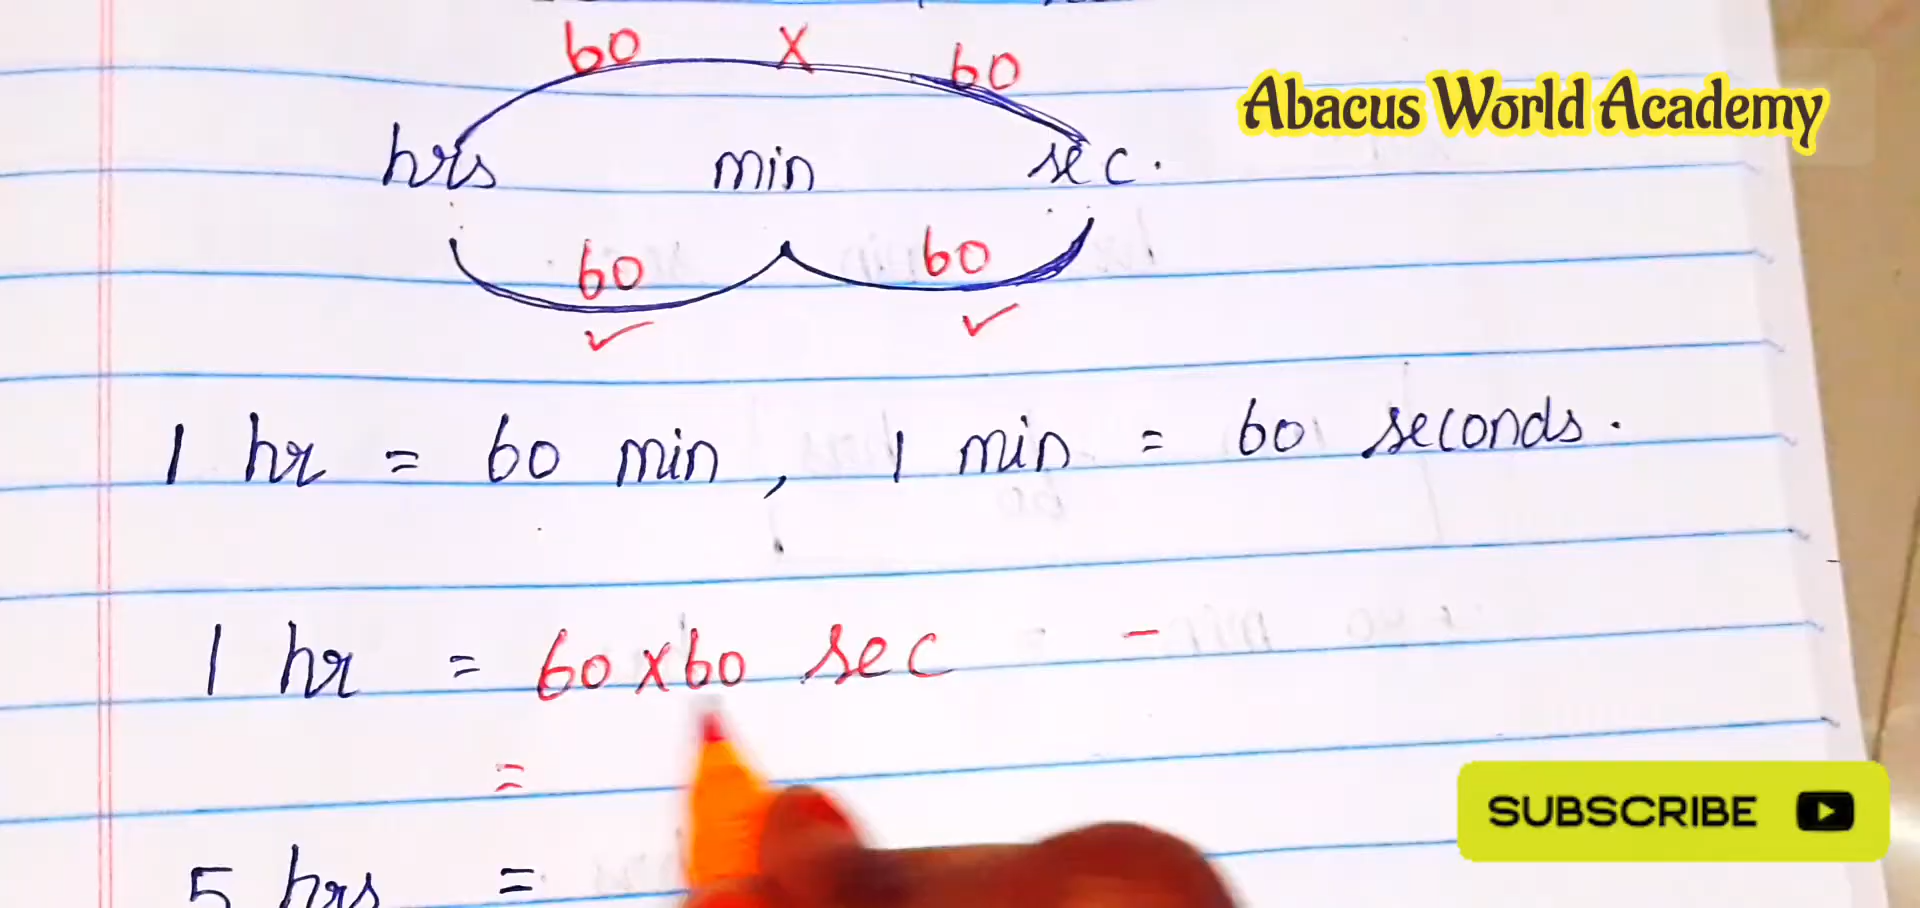 60 x 60
Abacus World Academy
hrs min sec.
60 60
1 hr = 60 min, 1 min = 60 seconds.
1 hr = 60 x 60 sec -
=
SUBSCRIBE
5 hrs =